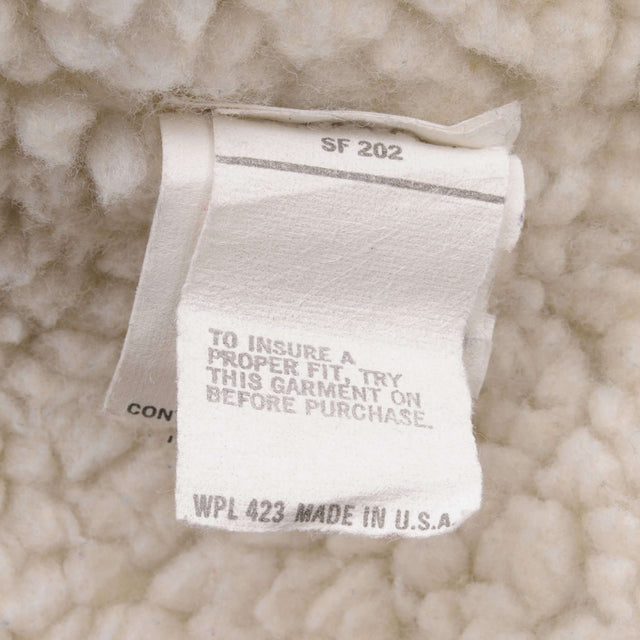 SF 202
TO INSURE A
PROPER FIT, TRY
THIS GARMENT ON
BEFORE PURCHASE.
CON
WPL 423 MADE IN U.S.A